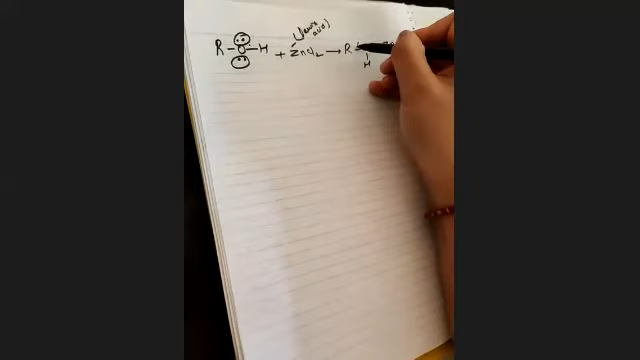 (Lewis acid)
R-O-H + ZnCl2 → R
H